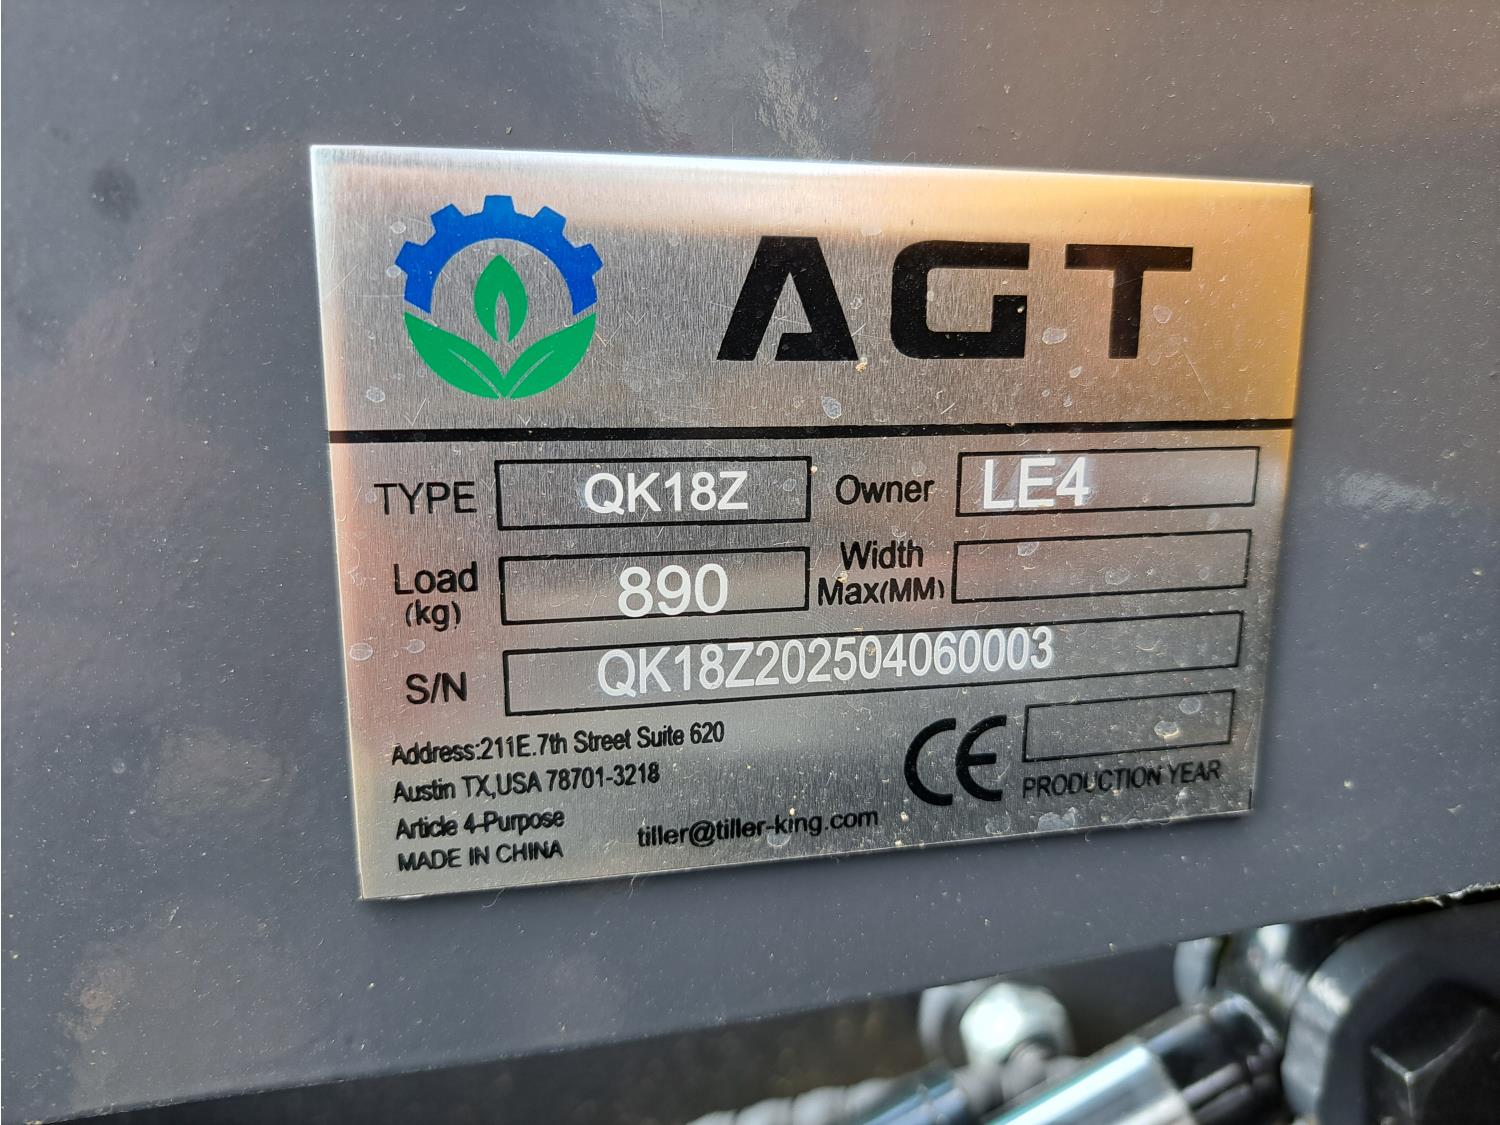 AGT
TYPE QK18Z Owner LE4
Load (kg) 890 Width Max(MM)
S/N QK18Z202504060003
Address:211E.7th Street Suite 620
Austin TX,USA 78701-3218
Article 4-Purpose
MADE IN CHINA
tiller@tiller-king.com
CE PRODUCTION YEAR